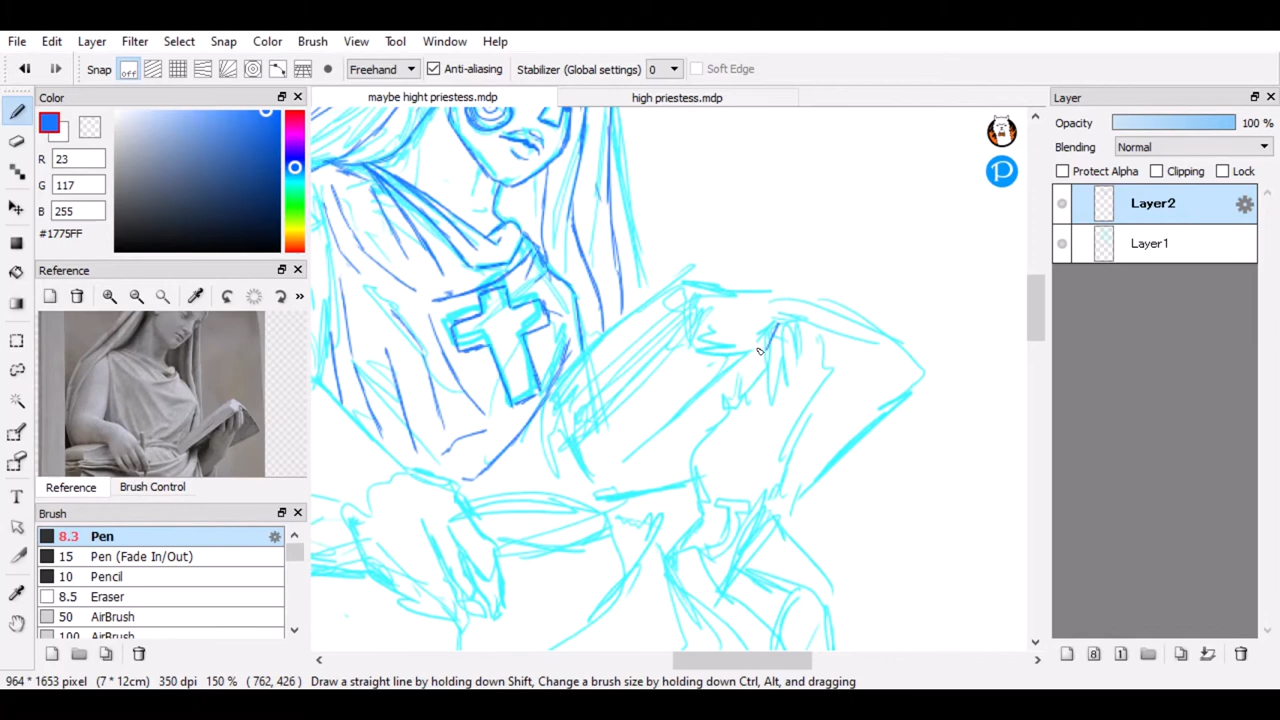 File Edit Layer Filter Select Snap Color Brush View Tool Window Help
Snap off Freehand Anti-aliasing Stabilizer (Global settings) 0 Soft Edge
Color
R 23
G 117
B 255
#1775FF
Reference
»
Reference Brush Control
Brush
8.3 Pen
15 Pen (Fade In/Out)
10 Pencil
8.5 Eraser
50 AirBrush
100 AirBrush
maybe hight priestess.mdp high priestess.mdp
P
Layer
Opacity 100 %
Blending Normal
Protect Alpha Clipping Lock
Layer2
Layer1
8 1
964 * 1653 pixel (7 * 12cm) 350 dpi 150 % ( 762, 426 ) Draw a straight line by holding down Shift, Change a brush size by holding down Ctrl, Alt, and dragging